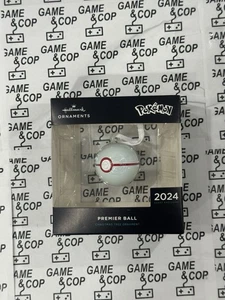 GAME
&COP
Hallmark
ORNAMENTS
Pokémon
2024
PREMIER BALL